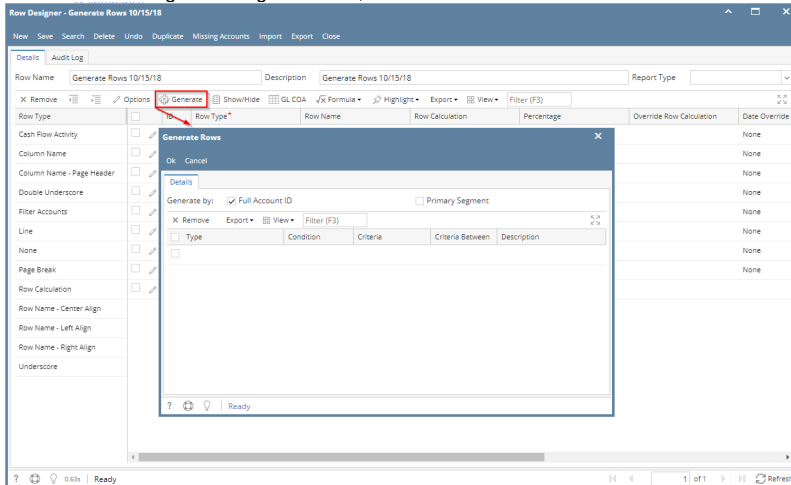 Row Designer - Generate Rows 10/15/18
New Save Search Delete Undo Duplicate Missing Accounts Import Export Close
Details Audit Log
Row Name Generate Rows 10/15/18 Description Generate Rows 10/15/18 Report Type
× Remove Options Generate Show/Hide GL COA √x Formula Highlight Export View Filter (F3)
Row Type ID Row Type* Row Name Row Calculation Percentage Override Row Calculation Date Override
Cash Flow Activity None
Generate Rows ×
Column Name None
Ok Cancel
Column Name - Page Header None
Details
Double Underscore None
Generate by: Full Account ID Primary Segment
Filter Accounts None
× Remove Export View Filter (F3)
Line None
Type Condition Criteria Criteria Between Description
None None
Page Break None
Row Calculation
Row Name - Center Align
Row Name - Left Align
Row Name - Right Align
Underscore
? Ready
? 0.63s Ready 1 of 1 Refresh